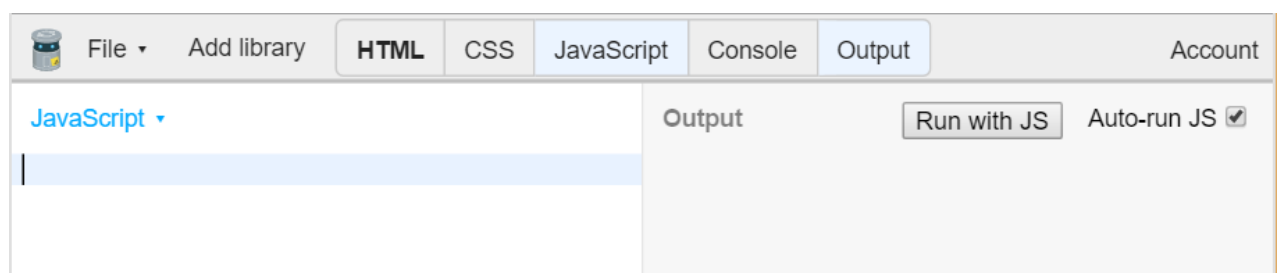 File ▾ Add library HTML CSS JavaScript Console Output Account
JavaScript ▾ Output Run with JS Auto-run JS